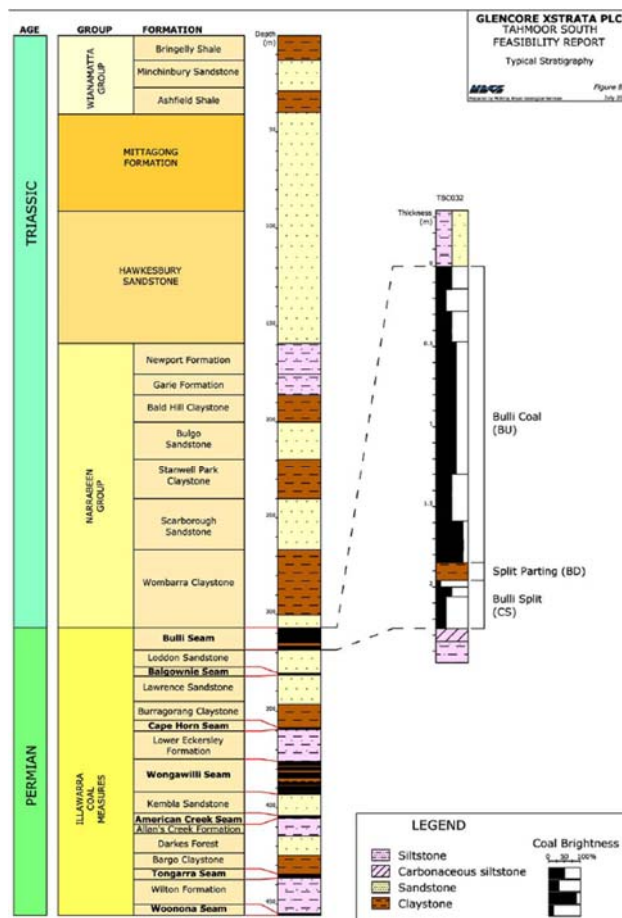 GLENCORE XSTRATA PLC
TAHMOOR SOUTH
FEASIBILITY REPORT
Typical Stratigraphy
AGE
GROUP
FORMATION
Depth
(m)
TRIASSIC
WIANAMATTA
GROUP
Bringelly Shale
Minchinbury Sandstone
Ashfield Shale
MITTAGONG
FORMATION
HAWKESBURY
SANDSTONE
NARRABEEN
GROUP
Newport Formation
Garie Formation
Bald Hill Claystone
Bulgo
Sandstone
Stanwell Park
Claystone
Scarborough
Sandstone
Wombarra Claystone
PERMIAN
ILLAWARRA
COAL
MEASURES
Bulli Seam
Loddon Sandstone
Balgownie Seam
Lawrence Sandstone
Burragorang Claystone
Cape Horn Seam
Lower Eckersley
Formation
Wongawilli Seam
Kembla Sandstone
American Creek Seam
Allan's Creek Formation
Darkes Forest
Bargo Claystone
Tongarra Seam
Wilton Formation
Woonona Seam
TBC032
Thickness
(m)
Bulli Coal
(BU)
Split Parting (BD)
Bulli Split
(CS)
LEGEND
Siltstone
Carbonaceous siltstone
Sandstone
Claystone
Coal Brightness
0 50 100%